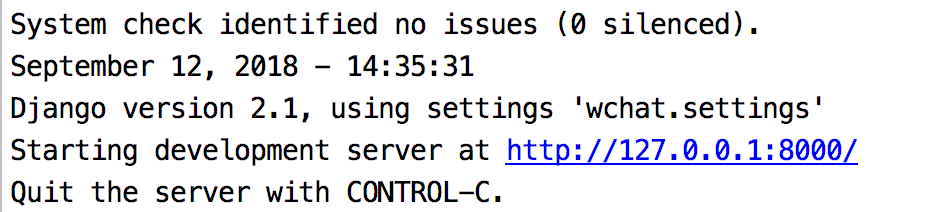 System check identified no issues (0 silenced).
September 12, 2018 - 14:35:31
Django version 2.1, using settings 'wchat.settings'
Starting development server at http://127.0.0.1:8000/
Quit the server with CONTROL-C.